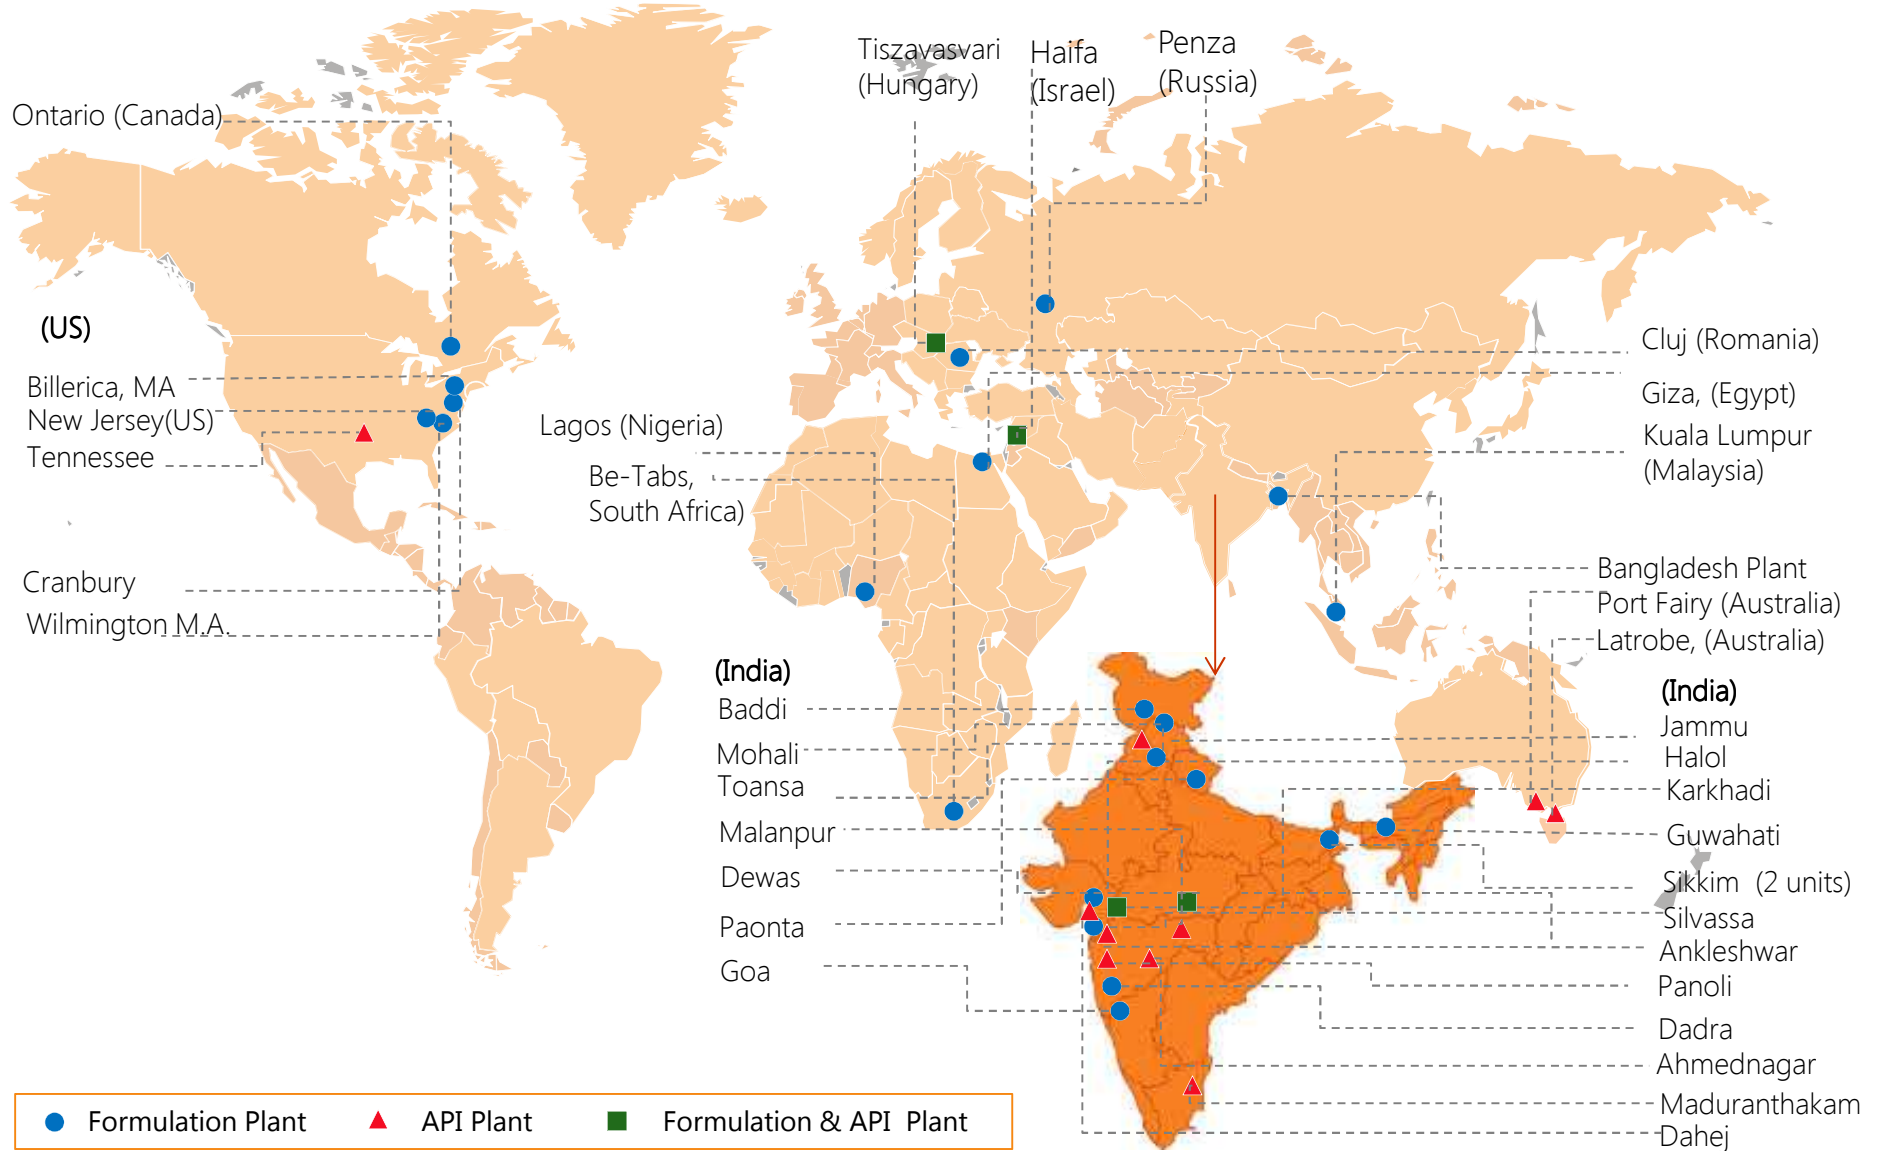 Tiszavasvari
(Hungary)
Haifa
(Israel)
Penza
(Russia)
Ontario (Canada)
(US)
Billerica, MA
New Jersey(US)
Tennessee
Cranbury
Wilmington M.A.
Lagos (Nigeria)
Be-Tabs,
South Africa)
Cluj (Romania)
Giza, (Egypt)
Kuala Lumpur
(Malaysia)
Bangladesh Plant
Port Fairy (Australia)
Latrobe, (Australia)
(India)
Baddi
Mohali
Toansa
Malanpur
Dewas
Paonta
Goa
(India)
Jammu
Halol
Karkhadi
Guwahati
Sikkim (2 units)
Silvassa
Ankleshwar
Panoli
Dadra
Ahmednagar
Maduranthakam
Dahej
Formulation Plant
API Plant
Formulation & API Plant